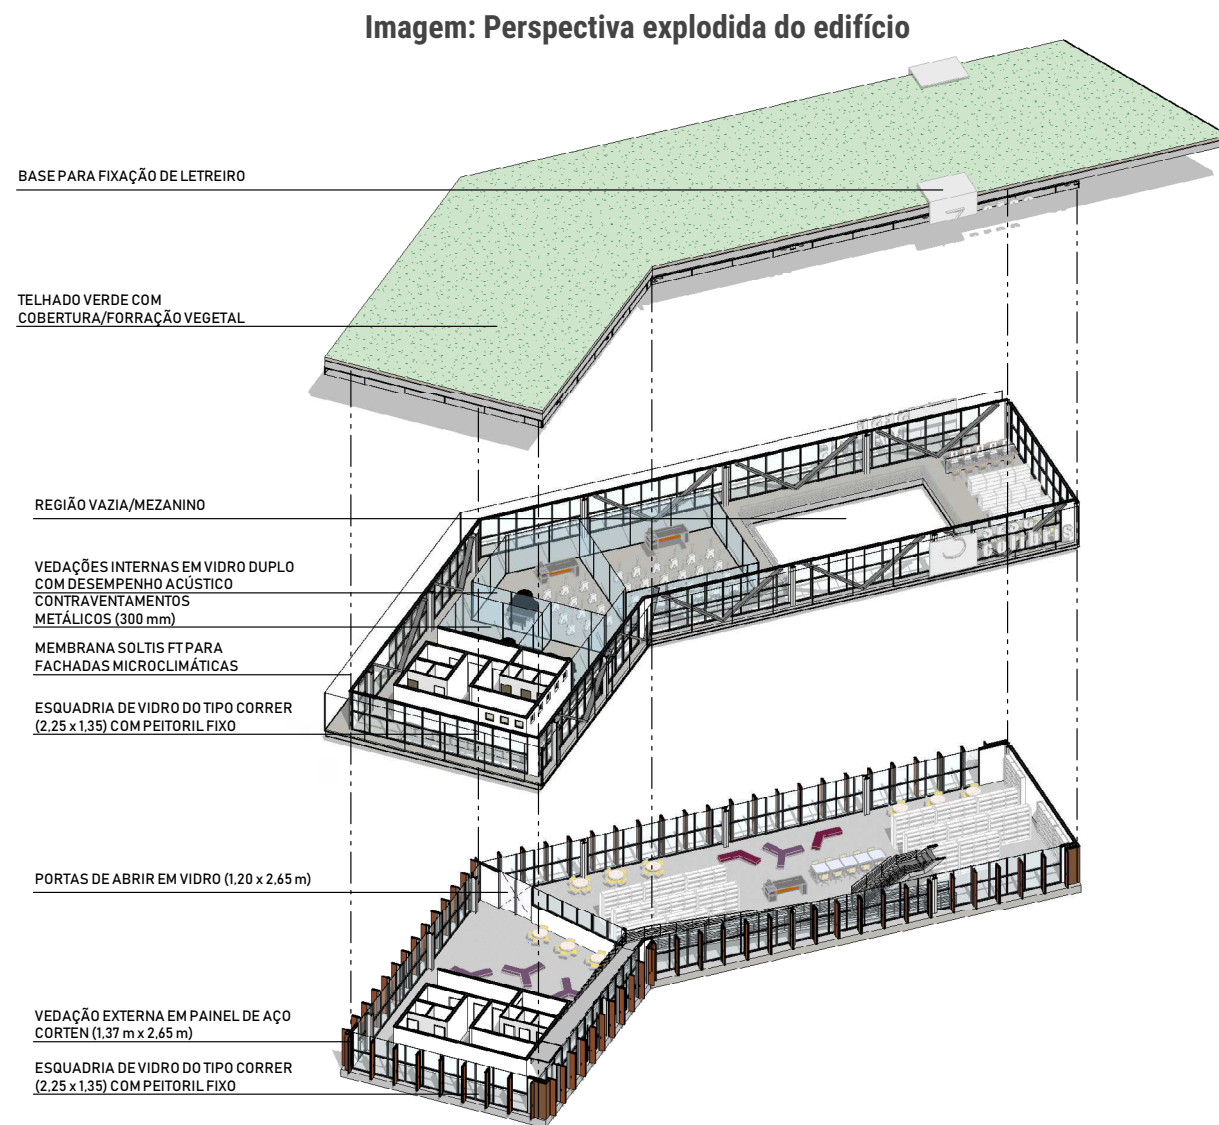 Imagem: Perspectiva explodida do edifício
BASE PARA FIXAÇÃO DE LETREIRO
TELHADO VERDE COM
COBERTURA/FORRAÇÃO VEGETAL
REGIÃO VAZIA/MEZANINO
VEDAÇÕES INTERNAS EM VIDRO DUPLO
COM DESEMPENHO ACÚSTICO
CONTRAVENTAMENTOS
METÁLICOS (300 mm)
MEMBRANA SOLTIS FT PARA
FACHADAS MICROCLIMÁTICAS
ESQUADRIA DE VIDRO DO TIPO CORRER
(2,25 x 1,35) COM PEITORIL FIXO
PORTAS DE ABRIR EM VIDRO (1,20 x 2,65 m)
VEDAÇÃO EXTERNA EM PAINEL DE AÇO
CORTEN (1,37 m x 2,65 m)
ESQUADRIA DE VIDRO DO TIPO CORRER
(2,25 x 1,35) COM PEITORIL FIXO